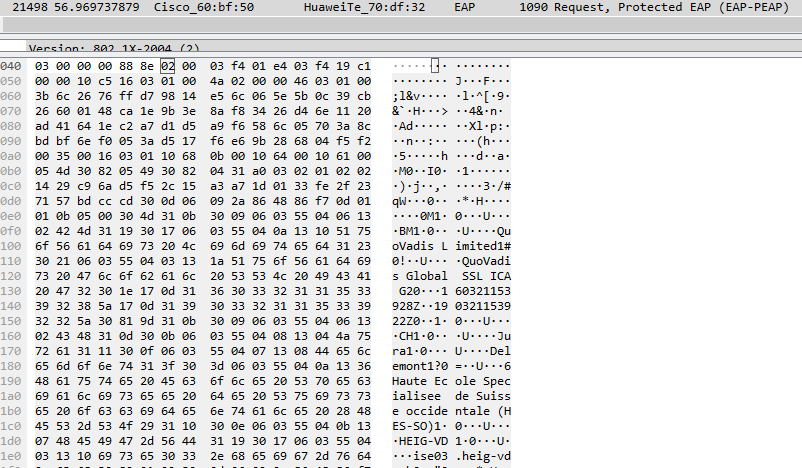 21498 56.969737879 Cisco_60:bf:50 HuaweiTe_70:df:32 EAP 1090 Request, Protected EAP (EAP-PEAP)
Version: 802.1X-2004 (2)
040 03 00 00 00 88 8e 02 00 03 f4 01 e4 03 f4 19 c1 ········ ········
050 00 00 10 c5 16 03 01 00 4a 02 00 00 46 03 01 00 ········ J···F···
060 3b 6c 26 76 ff d7 98 14 e5 6c 06 5e 5b 0c 39 cb ;l&v···· ·l·^[·9·
070 26 60 01 48 ca 1e 9b 3e 8a f8 34 26 d4 6e 11 20 &`·H···> ··4&·n· 
080 ad 41 64 1e c2 a7 d1 d5 a9 f6 58 6c 05 70 3a 8c ·Ad····· ··Xl·p:·
090 bd bf 6e f0 05 3a d5 17 f6 e6 9b 28 68 04 f5 f2 ··n··:·· ···(h···
0a0 00 35 00 16 03 01 10 68 0b 00 10 64 00 10 61 00 ·5·····h ···d··a·
0b0 05 4d 30 82 05 49 30 82 04 31 a0 03 02 01 02 02 ·M0··I0· ·1······
0c0 14 29 c9 6a d5 f5 2c 15 a3 a7 1d 01 33 fe 2f 23 ·)·j··,· ····3·/#
0d0 71 57 bd cc cd 30 0d 06 09 2a 86 48 86 f7 0d 01 qW···0·· ·*·H····
0e0 01 0b 05 00 30 4d 31 0b 30 09 06 03 55 04 06 13 ····0M1· 0···U···
0f0 02 42 4d 31 19 30 17 06 03 55 04 0a 13 10 51 75 ·BM1·0·· ·U····Qu
100 6f 56 61 64 69 73 20 4c 69 6d 69 74 65 64 31 23 oVadis L imited1#
110 30 21 06 03 55 04 03 13 1a 51 75 6f 56 61 64 69 0!··U··· ·QuoVadi
120 73 20 47 6c 6f 62 61 6c 20 53 53 4c 20 49 43 41 s Global  SSL ICA
130 20 47 32 30 1e 17 0d 31 36 30 33 32 31 31 35 33  G20···1 60321153
140 39 32 38 5a 17 0d 31 39 30 33 32 31 31 35 33 39 928Z··19 03211539
150 32 32 5a 30 81 9d 31 0b 30 09 06 03 55 04 06 13 22Z0··1· 0···U···
160 02 43 48 31 0d 30 0b 06 03 55 04 08 13 04 4a 75 ·CH1·0·· ·U····Ju
170 72 61 31 11 30 0f 06 03 55 04 07 13 08 44 65 6c ra1·0··· U····Del
180 65 6d 6f 6e 74 31 3f 30 3d 06 03 55 04 0a 13 36 emont1?0 =··U···6
190 48 61 75 74 65 20 45 63 6f 6c 65 20 53 70 65 63 Haute Ec ole Spec
1a0 69 61 6c 69 73 65 65 20 64 65 20 53 75 69 73 73 ialisee  de Suiss
1b0 65 20 6f 63 63 69 64 65 6e 74 61 6c 65 20 28 48 e occide ntale (H
1c0 45 53 2d 53 4f 29 31 10 30 0e 06 03 55 04 0b 13 ES-SO)1· 0···U···
1d0 07 48 45 49 47 2d 56 44 31 19 30 17 06 03 55 04 ·HEIG-VD 1·0···U·
1e0 03 13 10 69 73 65 30 33 2e 68 65 69 67 2d 76 64 ···ise03 .heig-vd